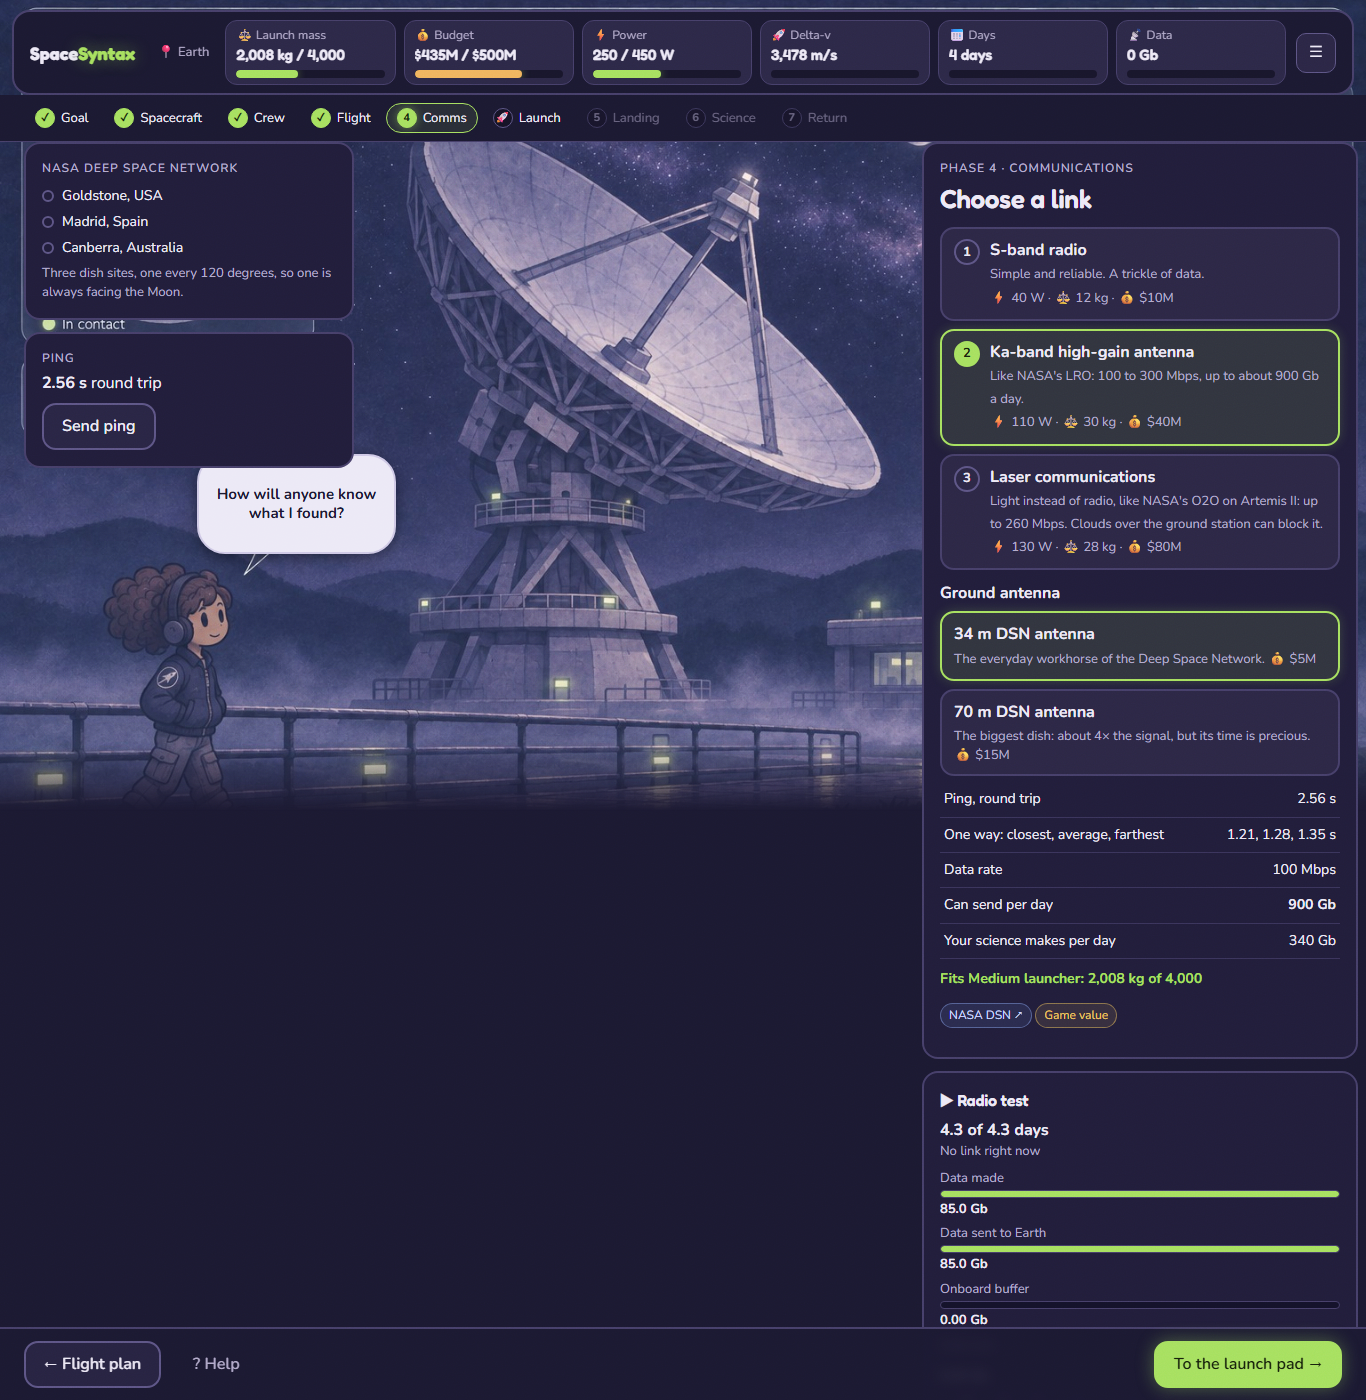 SpaceSyntax
📍 Earth
⚖️ Launch mass
2,008 kg / 4,000
💰 Budget
$435M / $500M
⚡ Power
250 / 450 W
🚀 Delta-v
3,478 m/s
📅 Days
4 days
📡 Data
0 Gb
☰
✓ Goal
✓ Spacecraft
✓ Crew
✓ Flight
4 Comms
🚀 Launch
5 Landing
6 Science
7 Return
NASA DEEP SPACE NETWORK
Goldstone, USA
Madrid, Spain
Canberra, Australia
Three dish sites, one every 120 degrees, so one is
always facing the Moon.
In contact
PING
2.56 s round trip
Send ping
How will anyone know
what I found?
PHASE 4 · COMMUNICATIONS
Choose a link
1 S-band radio
Simple and reliable. A trickle of data.
⚡ 40 W · ⚖️ 12 kg · 💰 $10M
2 Ka-band high-gain antenna
Like NASA's LRO: 100 to 300 Mbps, up to about 900 Gb
a day.
⚡ 110 W · ⚖️ 30 kg · 💰 $40M
3 Laser communications
Light instead of radio, like NASA's O2O on Artemis II: up
to 260 Mbps. Clouds over the ground station can block it.
⚡ 130 W · ⚖️ 28 kg · 💰 $80M
Ground antenna
34 m DSN antenna
The everyday workhorse of the Deep Space Network. 💰 $5M
70 m DSN antenna
The biggest dish: about 4× the signal, but its time is precious.
💰 $15M
Ping, round trip 2.56 s
One way: closest, average, farthest 1.21, 1.28, 1.35 s
Data rate 100 Mbps
Can send per day 900 Gb
Your science makes per day 340 Gb
Fits Medium launcher: 2,008 kg of 4,000
NASA DSN ↗ Game value
▶ Radio test
4.3 of 4.3 days
No link right now
Data made
85.0 Gb
Data sent to Earth
85.0 Gb
Onboard buffer
0.00 Gb
← Flight plan
? Help
To the launch pad →